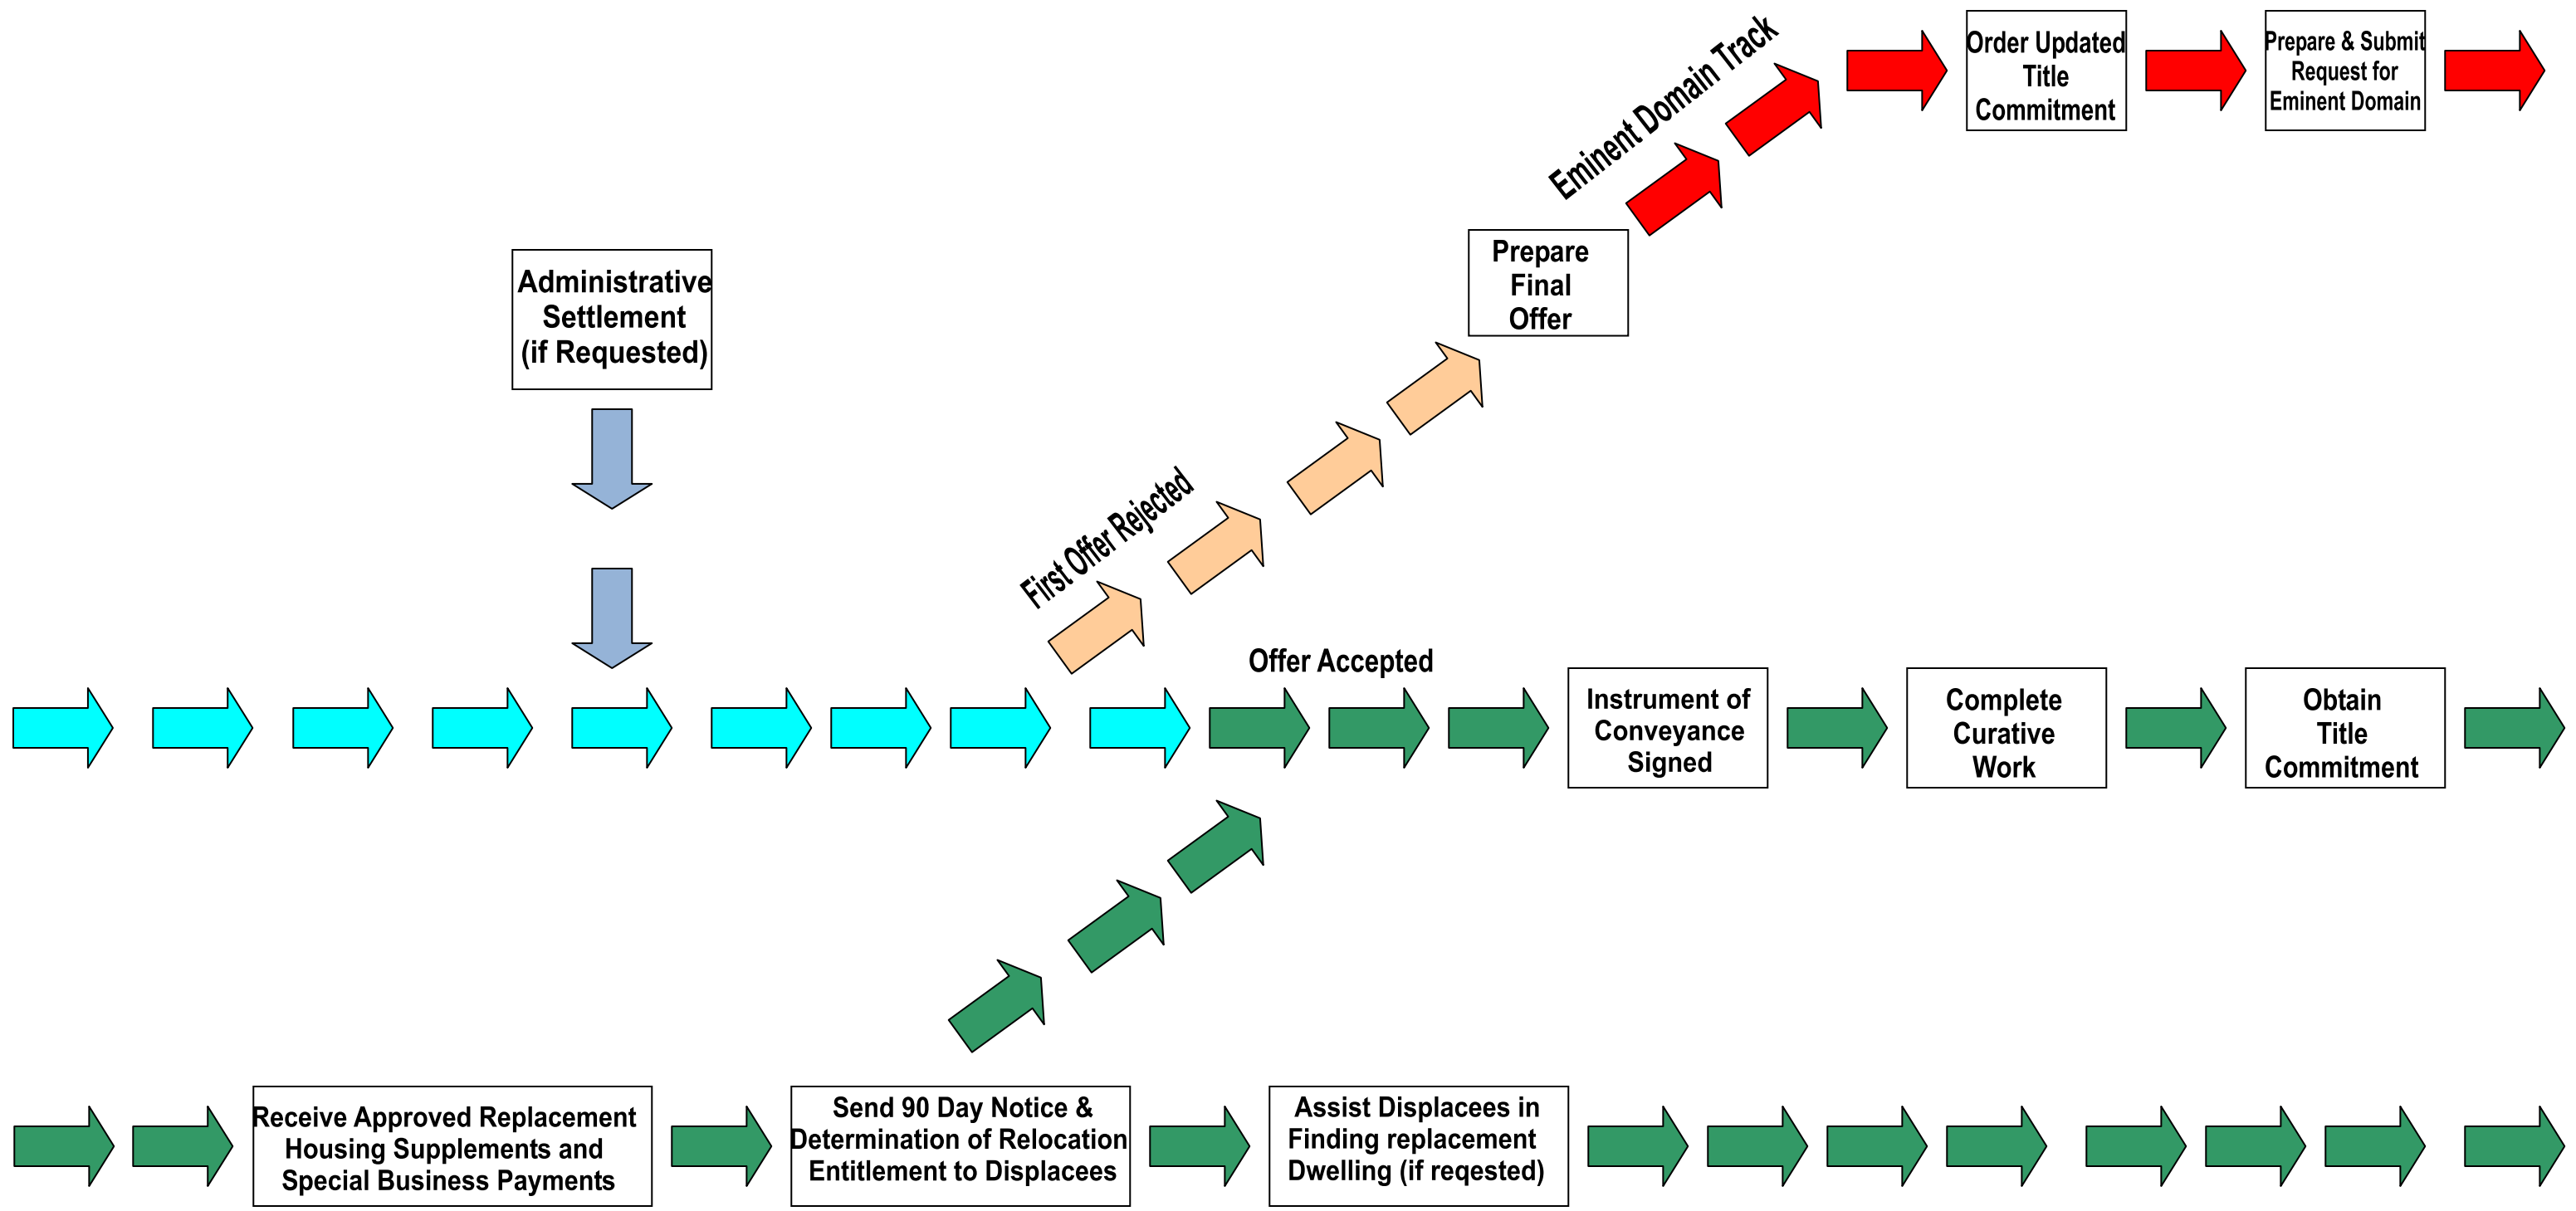 Eminent Domain Track
Order Updated
Title
Commitment
Prepare & Submit
Request for
Eminent Domain
Administrative
Settlement
(if Requested)
Prepare
Final
Offer
First Offer Rejected
Offer Accepted
Instrument of
Conveyance
Signed
Complete
Curative
Work
Obtain
Title
Commitment
Receive Approved Replacement
Housing Supplements and
Special Business Payments
Send 90 Day Notice &
Determination of Relocation
Entitlement to Displacees
Assist Displacees in
Finding replacement
Dwelling (if reqested)